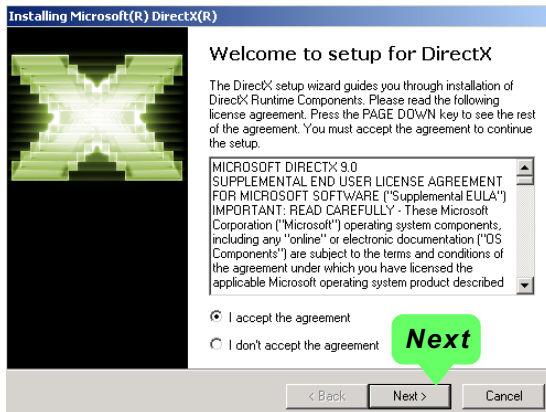 Installing Microsoft(R) DirectX(R)
Welcome to setup for DirectX
The DirectX setup wizard guides you through installation of
DirectX Runtime Components. Please read the following
license agreement. Press the PAGE DOWN key to see the rest
of the agreement. You must accept the agreement to continue
the setup.
MICROSOFT DIRECTX 9.0
SUPPLEMENTAL END USER LICENSE AGREEMENT
FOR MICROSOFT SOFTWARE ("Supplemental EULA")
IMPORTANT: READ CAREFULLY - These Microsoft
Corporation ("Microsoft") operating system components,
including any "online" or electronic documentation ("OS
Components") are subject to the terms and conditions of
the agreement under which you have licensed the
applicable Microsoft operating system product described
I accept the agreement
I don't accept the agreement
Next
< Back
Next >
Cancel